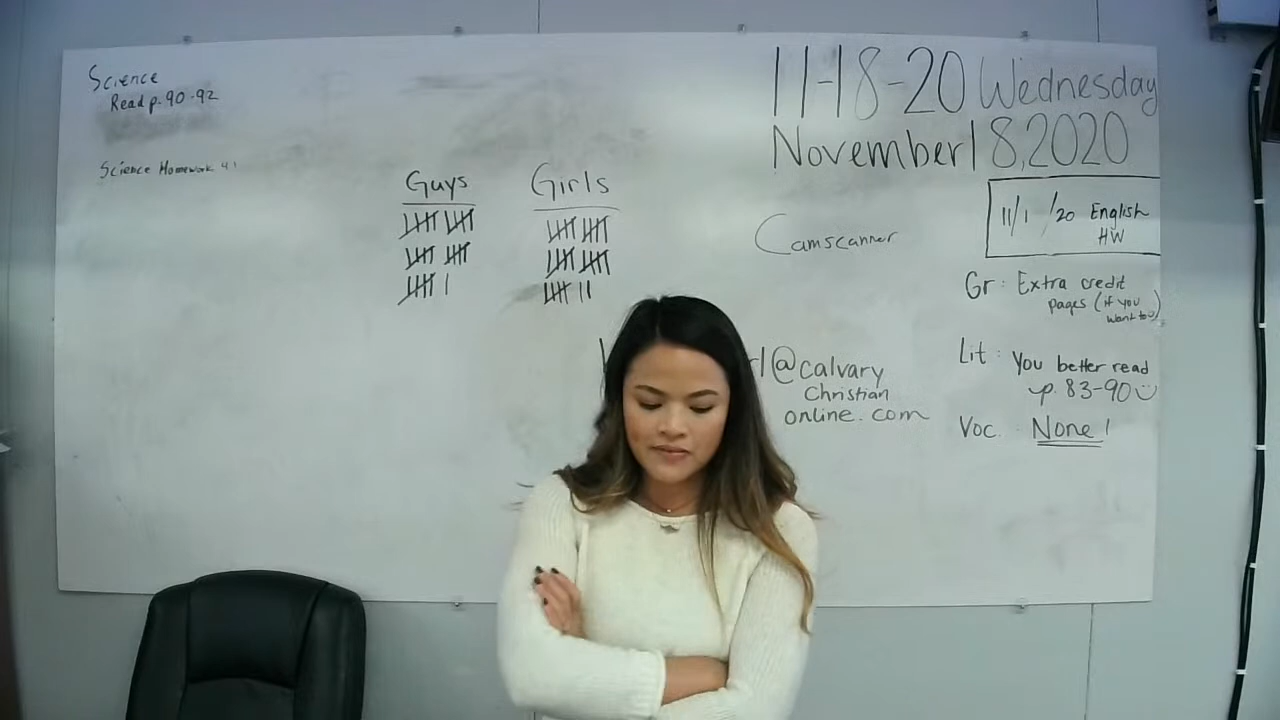 Science
Read p. 90-92
Science Homework 4.1
Guys
Girls
11-18-20 Wednesday
November 18, 2020
Camscanner
11/1 /20 English
HW
Gr: Extra credit
pages (if you
want to)
@calvary
Christian
online.com
Lit: You better read
p. 83-90
Voc. None!